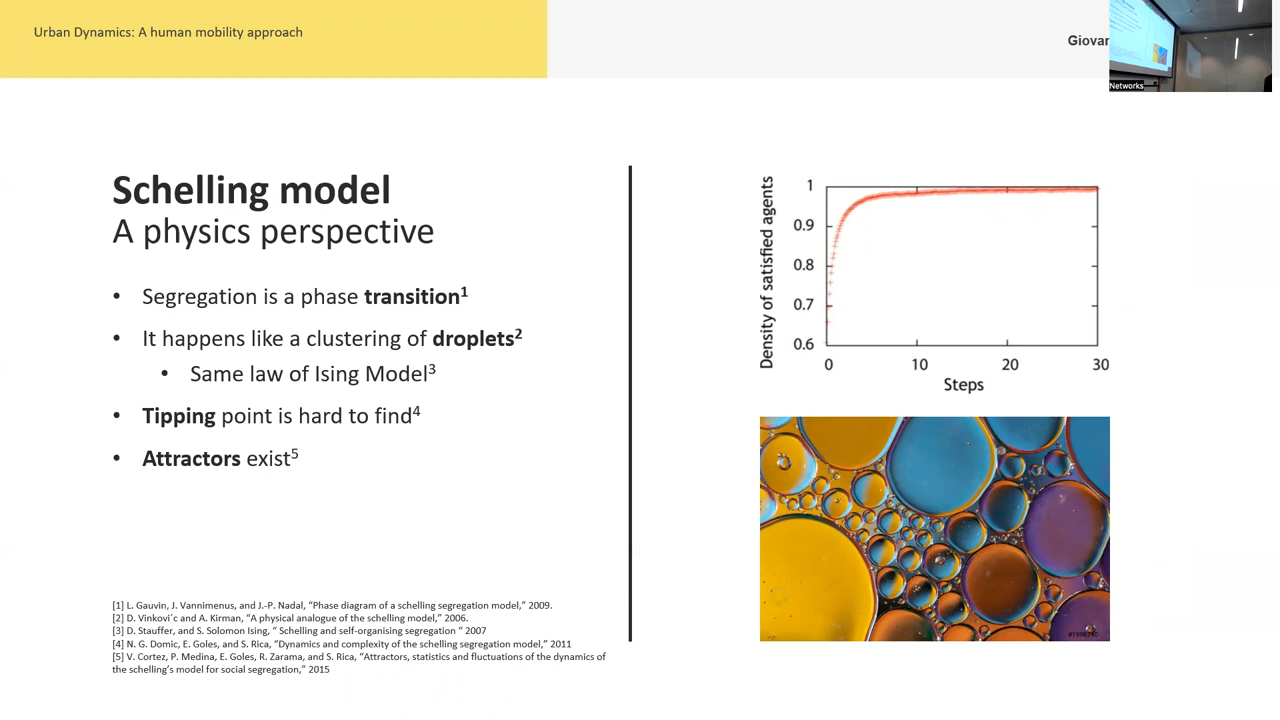 Urban Dynamics: A human mobility approach
Giovar
Networks
Schelling model
A physics perspective
• Segregation is a phase transition1
• It happens like a clustering of droplets2
• Same law of Ising Model3
• Tipping point is hard to find4
• Attractors exist5
Density of satisfied agents
1
0.9
0.8
0.7
0.6
0 10 20 30
Steps
[1] L. Gauvin, J. Vannimenus, and J.-P. Nadal, “Phase diagram of a schelling segregation model,” 2009.
[2] D. Vinkovi´c and A. Kirman, “A physical analogue of the schelling model,” 2006.
[3] D. Stauffer, and S. Solomon Ising, “ Schelling and self-organising segregation “ 2007
[4] N. G. Domic, E. Goles, and S. Rica, “Dynamics and complexity of the schelling segregation model,” 2011
[5] V. Cortez, P. Medina, E. Goles, R. Zarama, and S. Rica, “Attractors, statistics and fluctuations of the dynamics of
the schelling’s model for social segregation,” 2015